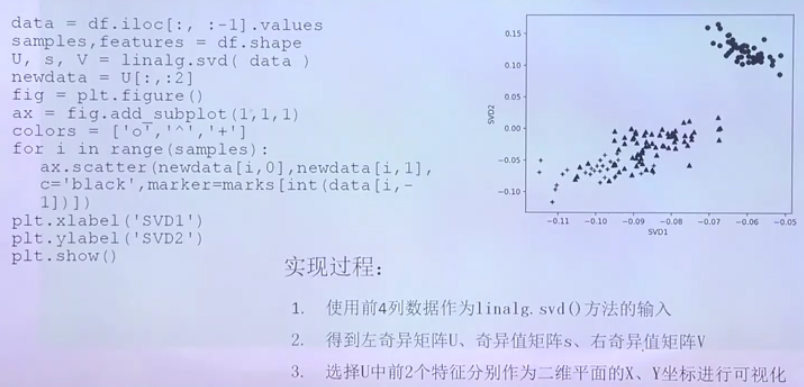 data = df.iloc[:, :-1].values
samples,features = df.shape
U, s, V = linalg.svd( data )
newdata = U[:,:2]
fig = plt.figure()
ax = fig.add_subplot(1,1,1)
colors = ['o','^','+']
for i in range(samples):
ax.scatter(newdata[i,0],newdata[i,1],
c='black',marker=marks[int(data[i,-
1])])
plt.xlabel('SVD1')
plt.ylabel('SVD2')
plt.show()
0.15
0.10
0.05
0.00
−0.05
−0.10
SVD2
−0.11 −0.10 −0.09 −0.08 −0.07 −0.06 −0.05
SVD1
实现过程:
1. 使用前4列数据作为linalg.svd()方法的输入
2. 得到左奇异矩阵U、奇异值矩阵s、右奇异值矩阵V
3. 选择U中前2个特征分别作为二维平面的X、Y坐标进行可视化